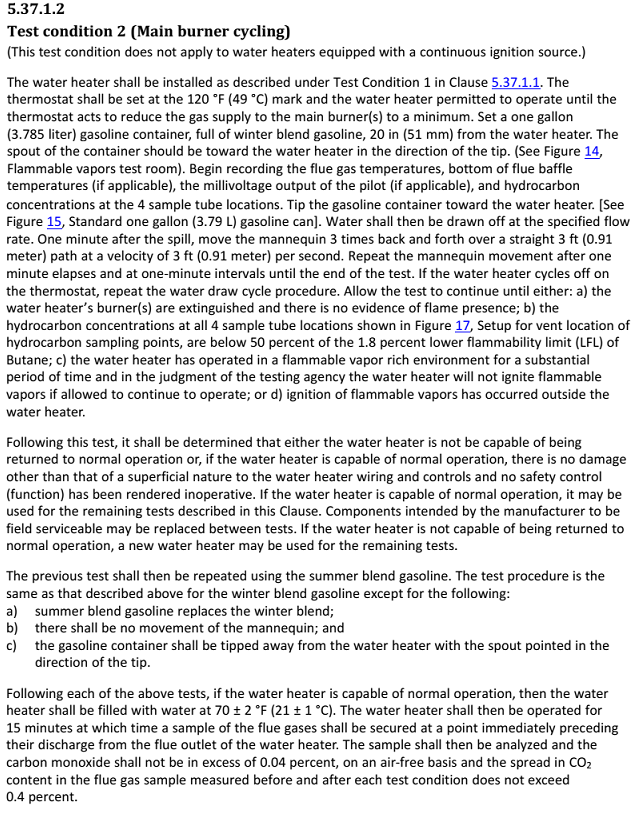 5.37.1.2
Test condition 2 (Main burner cycling)
(This test condition does not apply to water heaters equipped with a continuous ignition source.)
The water heater shall be installed as described under Test Condition 1 in Clause 5.37.1.1. The
thermostat shall be set at the 120 °F (49 °C) mark and the water heater permitted to operate until the
thermostat acts to reduce the gas supply to the main burner(s) to a minimum. Set a one gallon
(3.785 liter) gasoline container, full of winter blend gasoline, 20 in (51 mm) from the water heater. The
spout of the container should be toward the water heater in the direction of the tip. (See Figure 14,
Flammable vapors test room). Begin recording the flue gas temperatures, bottom of flue baffle
temperatures (if applicable), the millivoltage output of the pilot (if applicable), and hydrocarbon
concentrations at the 4 sample tube locations. Tip the gasoline container toward the water heater. [See
Figure 15, Standard one gallon (3.79 L) gasoline can]. Water shall then be drawn off at the specified flow
rate. One minute after the spill, move the mannequin 3 times back and forth over a straight 3 ft (0.91
meter) path at a velocity of 3 ft (0.91 meter) per second. Repeat the mannequin movement after one
minute elapses and at one-minute intervals until the end of the test. If the water heater cycles off on
the thermostat, repeat the water draw cycle procedure. Allow the test to continue until either: a) the
water heater's burner(s) are extinguished and there is no evidence of flame presence; b) the
hydrocarbon concentrations at all 4 sample tube locations shown in Figure 17, Setup for vent location of
hydrocarbon sampling points, are below 50 percent of the 1.8 percent lower flammability limit (LFL) of
Butane; c) the water heater has operated in a flammable vapor rich environment for a substantial
period of time and in the judgment of the testing agency the water heater will not ignite flammable
vapors if allowed to continue to operate; or d) ignition of flammable vapors has occurred outside the
water heater.
Following this test, it shall be determined that either the water heater is not be capable of being
returned to normal operation or, if the water heater is capable of normal operation, there is no damage
other than that of a superficial nature to the water heater wiring and controls and no safety control
(function) has been rendered inoperative. If the water heater is capable of normal operation, it may be
used for the remaining tests described in this Clause. Components intended by the manufacturer to be
field serviceable may be replaced between tests. If the water heater is not capable of being returned to
normal operation, a new water heater may be used for the remaining tests.
The previous test shall then be repeated using the summer blend gasoline. The test procedure is the
same as that described above for the winter blend gasoline except for the following:
a) summer blend gasoline replaces the winter blend;
b) there shall be no movement of the mannequin; and
c) the gasoline container shall be tipped away from the water heater with the spout pointed in the
direction of the tip.
Following each of the above tests, if the water heater is capable of normal operation, then the water
heater shall be filled with water at 70 ± 2 °F (21 ± 1 °C). The water heater shall then be operated for
15 minutes at which time a sample of the flue gases shall be secured at a point immediately preceding
their discharge from the flue outlet of the water heater. The sample shall then be analyzed and the
carbon monoxide shall not be in excess of 0.04 percent, on an air-free basis and the spread in CO₂
content in the flue gas sample measured before and after each test condition does not exceed
0.4 percent.